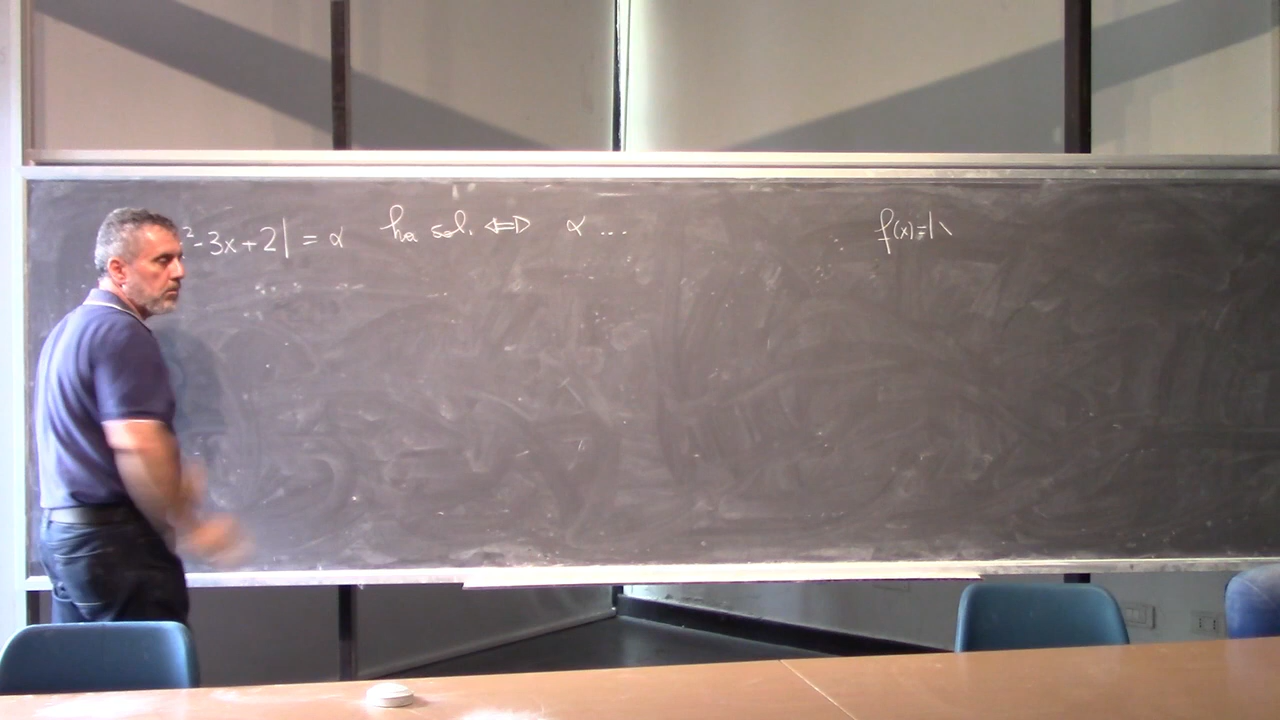 ²-3x+2| = α ha sol. ⇔ α ...
f(x)=|